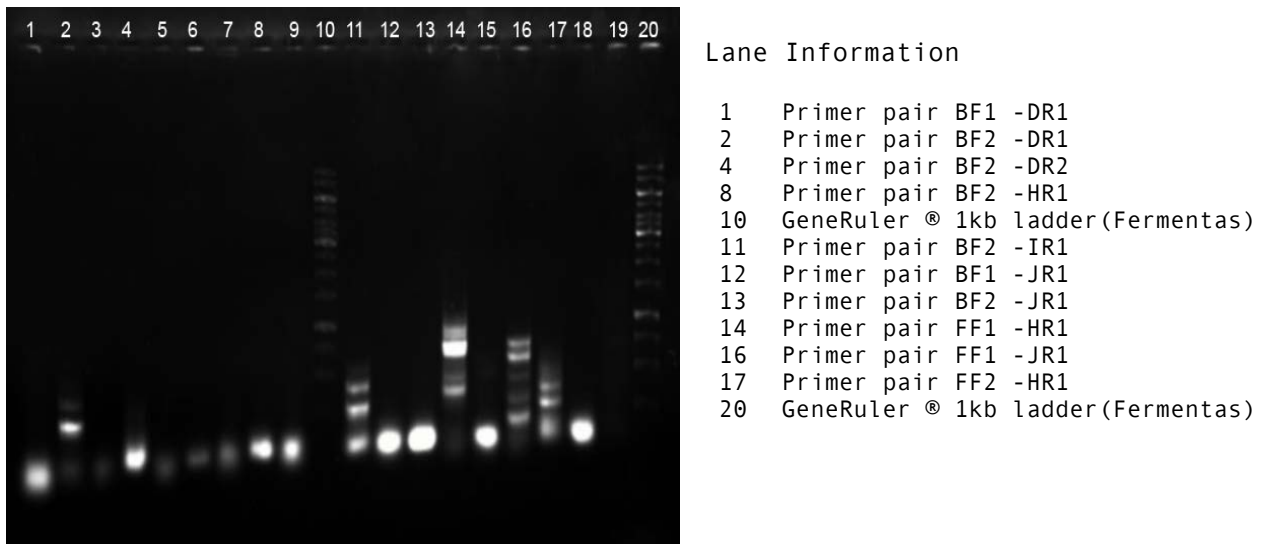 1 2 3 4 5 6 7 8 9 10 11 12 13 14 15 16 17 18 19 20
Lane Information
1 Primer pair BF1 -DR1
2 Primer pair BF2 -DR1
4 Primer pair BF2 -DR2
8 Primer pair BF2 -HR1
10 GeneRuler ® 1kb ladder(Fermentas)
11 Primer pair BF2 -IR1
12 Primer pair BF1 -JR1
13 Primer pair BF2 -JR1
14 Primer pair FF1 -HR1
16 Primer pair FF1 -JR1
17 Primer pair FF2 -HR1
20 GeneRuler ® 1kb ladder(Fermentas)